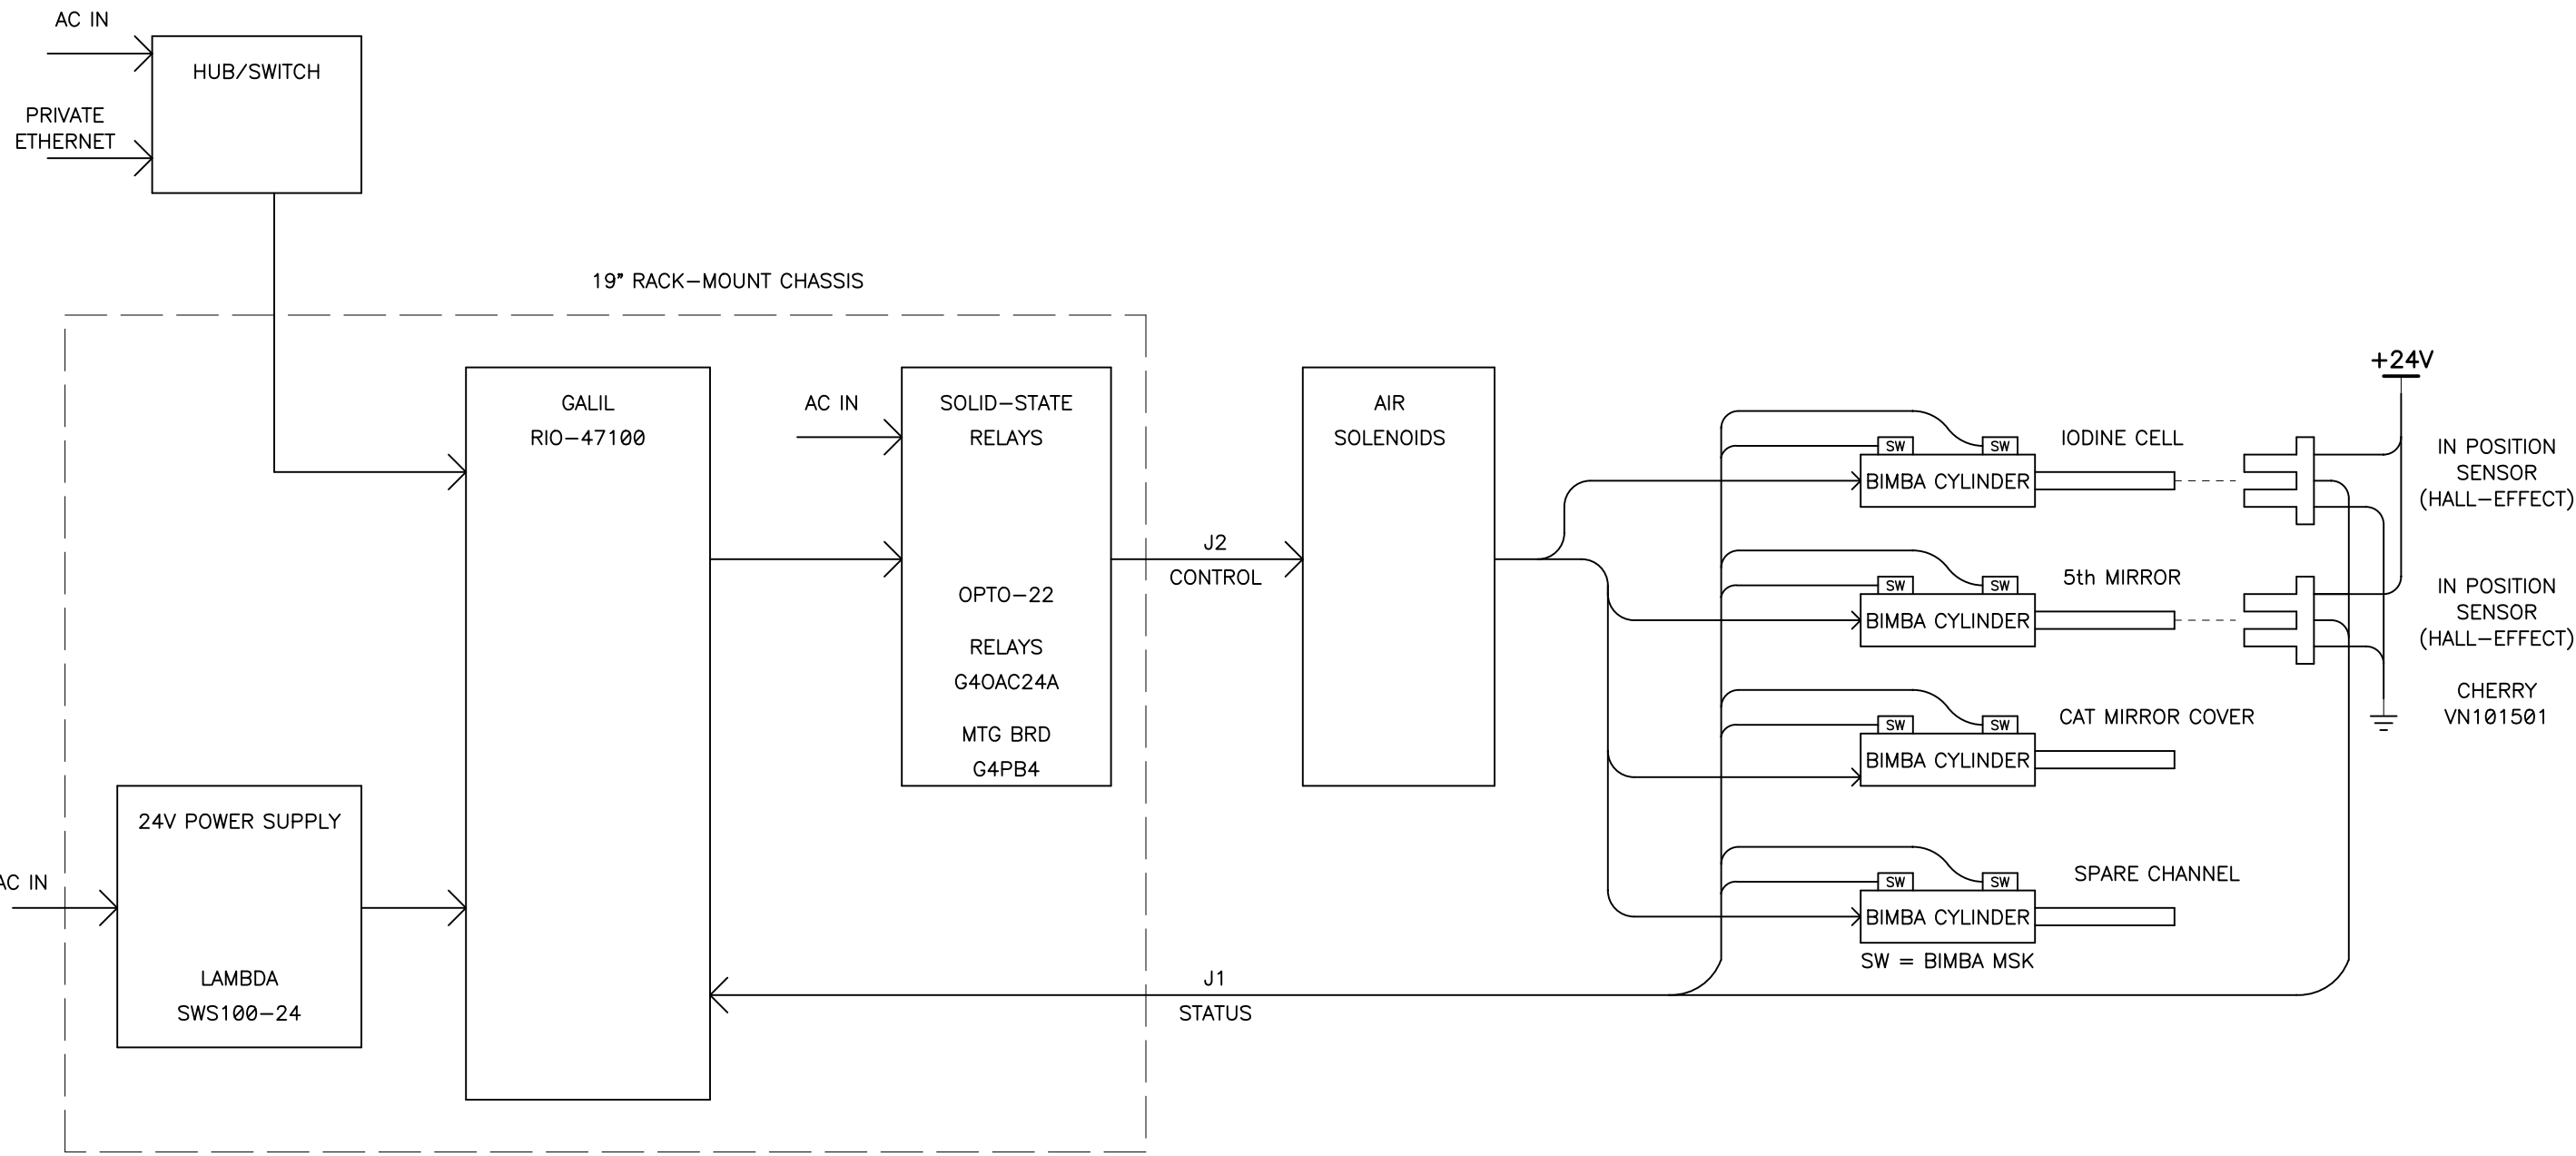 AC IN
HUB/SWITCH
PRIVATE
ETHERNET
19" RACK-MOUNT CHASSIS
GALIL
RIO-47100
AC IN
SOLID-STATE
RELAYS
OPTO-22
RELAYS
G4OAC24A
MTG BRD
G4PB4
24V POWER SUPPLY
LAMBDA
SWS100-24
AC IN
J2
CONTROL
J1
STATUS
AIR
SOLENOIDS
SW
SW
IODINE CELL
BIMBA CYLINDER
SW
SW
5th MIRROR
BIMBA CYLINDER
SW
SW
CAT MIRROR COVER
BIMBA CYLINDER
SW
SW
SPARE CHANNEL
BIMBA CYLINDER
SW = BIMBA MSK
+24V
IN POSITION
SENSOR
(HALL-EFFECT)
IN POSITION
SENSOR
(HALL-EFFECT)
CHERRY
VN101501